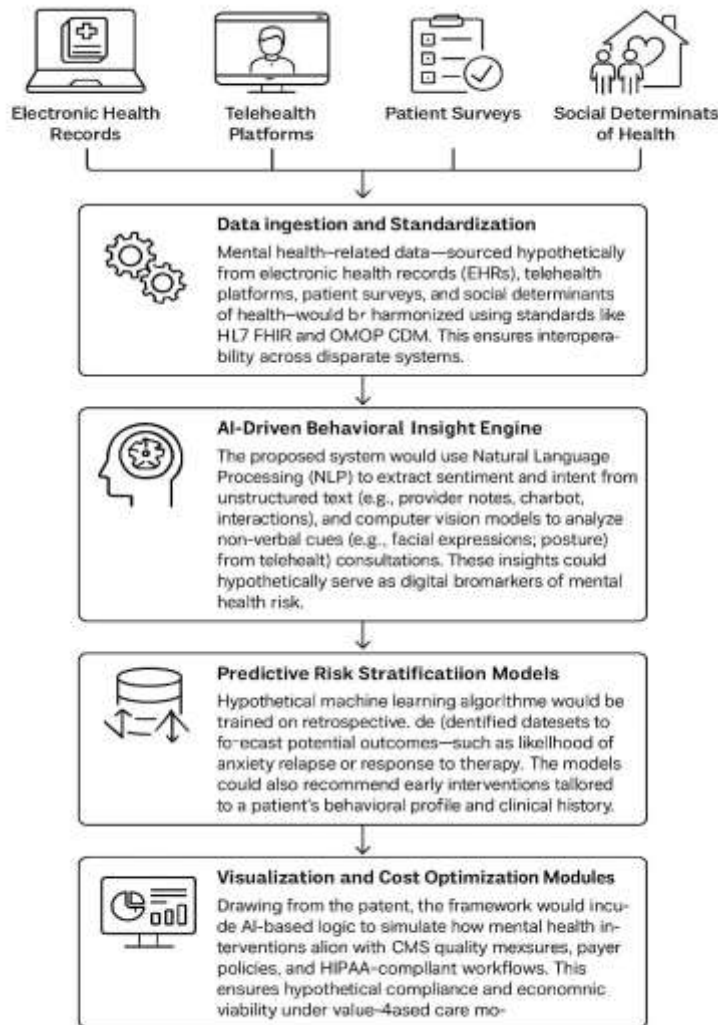 Electronic Health
Records
Telehealth
Platforms
Patient Surveys
Social Determinats
of Health
Data ingestion and Standardization
Mental health–related data—sourced hypothetically
from electronic health records (EHRs), telehealth
platforms, patient surveys, and social determinants
of health—would br harmonized using standards like
HL7 FHIR and OMOP CDM. This ensures interopera-
bility across disparate systems.
AI-Driven Behavioral Insight Engine
The proposed system would use Natural Language
Processing (NLP) to extract sentiment and intent from
unstructured text (e.g., provider notes, charbot,
interactions), and computer vision models to analyze
non-verbal cues (e.g., facial expressions; posture)
from telehealt) consultations. These insights could
hypothetically serve as digital bromarkers of mental
health risk.
Predictive Risk Stratificatiion Models
Hypothetical machine learning algorithme would be
trained on retrospective. de (dentified datesets to
fo-ecast potential outcomes—such as likellhood of
anxiety relapse or response to therapy. The models
could also recommend early interventions tailored
to a patient's behavioral profile and clinical history.
Visualization and Cost Optimization Modules
Drawing from the patent, the framework would incu-
de AI-based logic to simulate how mental health in-
terventions alion with CMS quality mexsures, payer
policies, and HIPAA-compllant workflows. This
ensures hypothetical compliance and economnic
viability under value-4ased care mo-